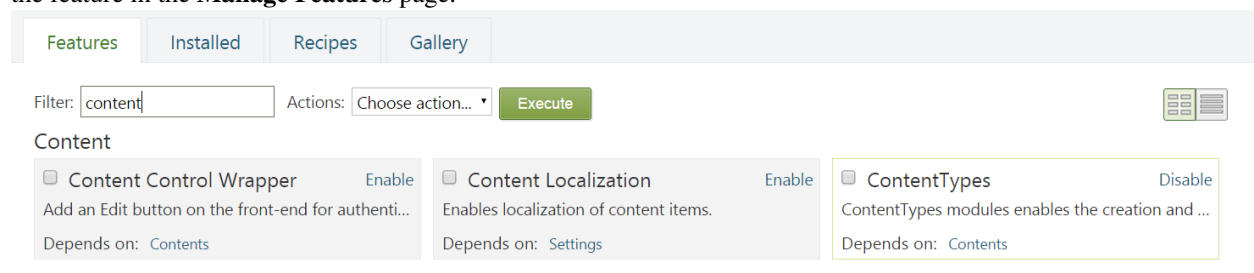 the feature in the Manage Features page.
Features Installed Recipes Gallery
Filter: content Actions: Choose action... Execute
Content
Content Control Wrapper Enable Content Localization Enable ContentTypes Disable
Add an Edit button on the front-end for authenti... Enables localization of content items. ContentTypes modules enables the creation and ...
Depends on: Contents Depends on: Settings Depends on: Contents